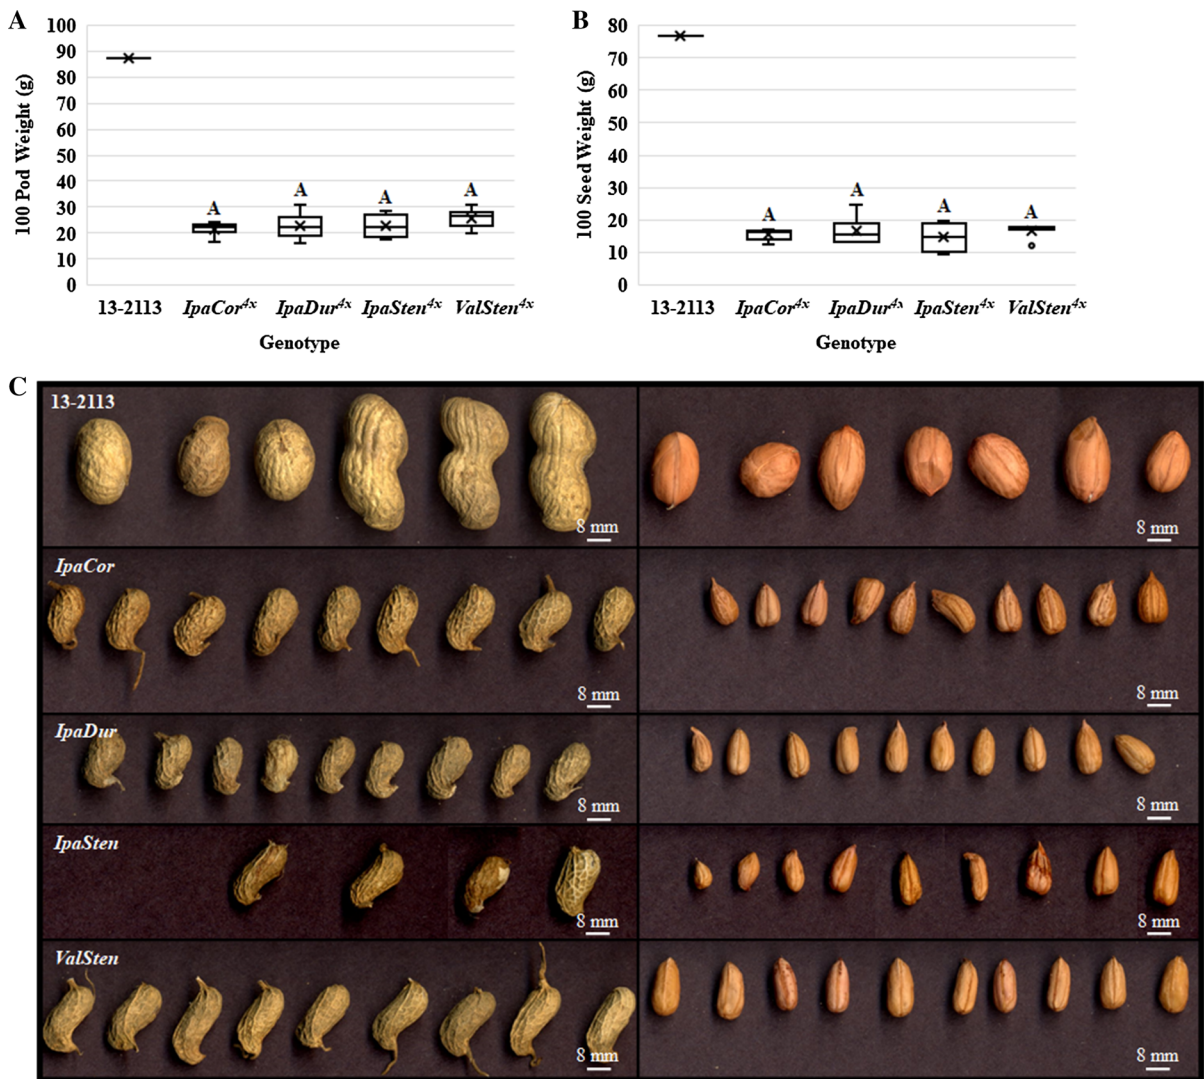 A
100 Pod Weight (g)
100
90
80
70
60
50
40
30
20
10
0
A
A
A
A
13-2113
IpaCor4x
IpaDur4x
IpaSten4x
ValSten4x
Genotype
B
100 Seed Weight (g)
80
70
60
50
40
30
20
10
0
A
A
A
A
13-2113
IpaCor4x
IpaDur4x
IpaSten4x
ValSten4x
Genotype
C
13-2113
8 mm
8 mm
IpaCor
8 mm
8 mm
IpaDur
8 mm
8 mm
IpaSten
8 mm
8 mm
ValSten
8 mm
8 mm